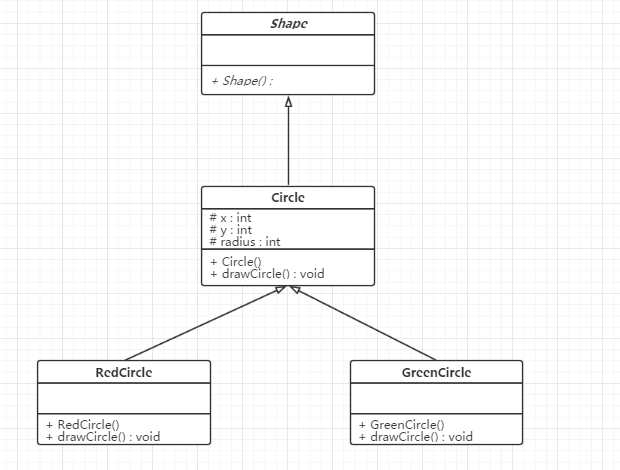 Shape
+ Shape() :
Circle
# x : int
# y : int
# radius : int
+ Circle()
+ drawCircle() : void
RedCircle
+ RedCircle()
+ drawCircle() : void
GreenCircle
+ GreenCircle()
+ drawCircle() : void